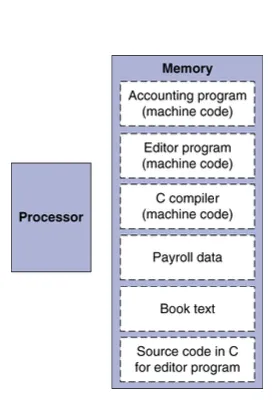 Memory
Accounting program
(machine code)
Editor program
(machine code)
C compiler
(machine code)
Processor
Payroll data
Book text
Source code in C
for editor program